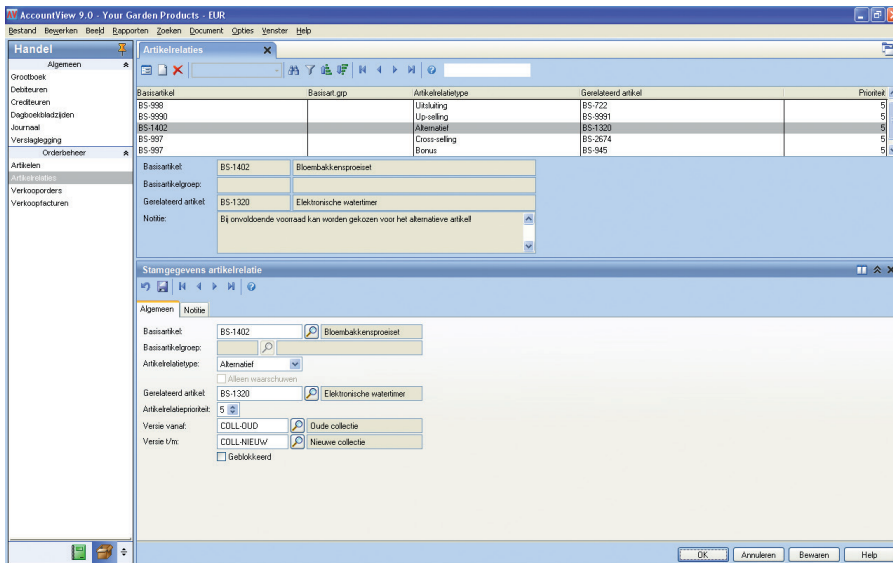 AccountView 9.0 - Your Garden Products - EUR
Bestand Bewerken Beeld Rapporten Zoeken Document Opties Venster Help
Handel
Algemeen
Grootboek
Debiteuren
Crediteuren
Dagboekbladzijden
Journaal
Verslaglegging
Orderbeheer
Artikelen
Artikelrelaties
Verkooporders
Verkoopfacturen
Artikelrelaties
Basisartikel Basisart.grp Artikelrelatietype Gerelateerd artikel Prioriteit
BS-998 Uitsluiting BS-722 5
BS-9990 Up-selling BS-9991 5
BS-1402 Alternatief BS-1320 5
BS-997 Cross-selling BS-2674 5
BS-997 Bonus BS-945 5
Basisartikel: BS-1402 Bloembakkensproeiset
Basisartikelgroep:
Gerelateerd artikel: BS-1320 Elektronische watertimer
Notitie: Bij onvoldoende voorraad kan worden gekozen voor het alternatieve artikel!
Stamgegevens artikelrelatie
Algemeen Notitie
Basisartikel: BS-1402 Bloembakkensproeiset
Basisartikelgroep:
Artikelrelatietype: Alternatief
Alleen waarschuwen
Gerelateerd artikel: BS-1320 Elektronische watertimer
Artikelrelatieprioriteit: 5
Versie vanaf: COLL-OUD Oude collectie
Versie t/m: COLL-NIEUW Nieuwe collectie
Geblokkeerd
OK Annuleren Bewaren Help